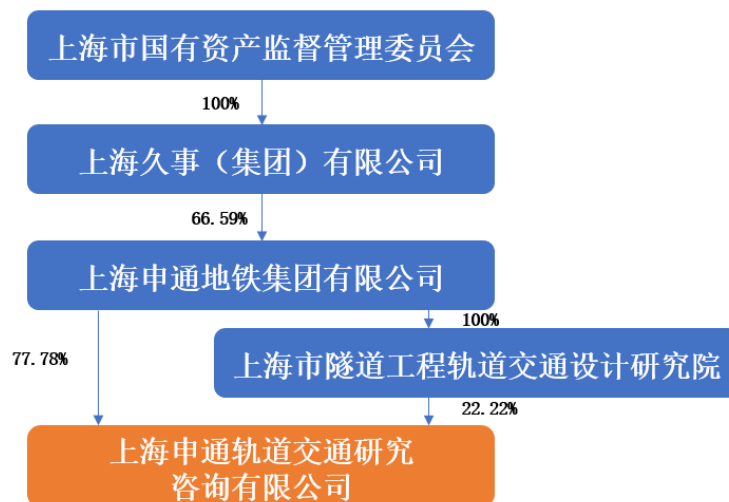 上海市国有资产监督管理委员会
100%
上海久事（集团）有限公司
66.59%
上海申通地铁集团有限公司
100%
77.78%
上海市隧道工程轨道交通设计研究院
22.22%
上海申通轨道交通研究
咨询有限公司